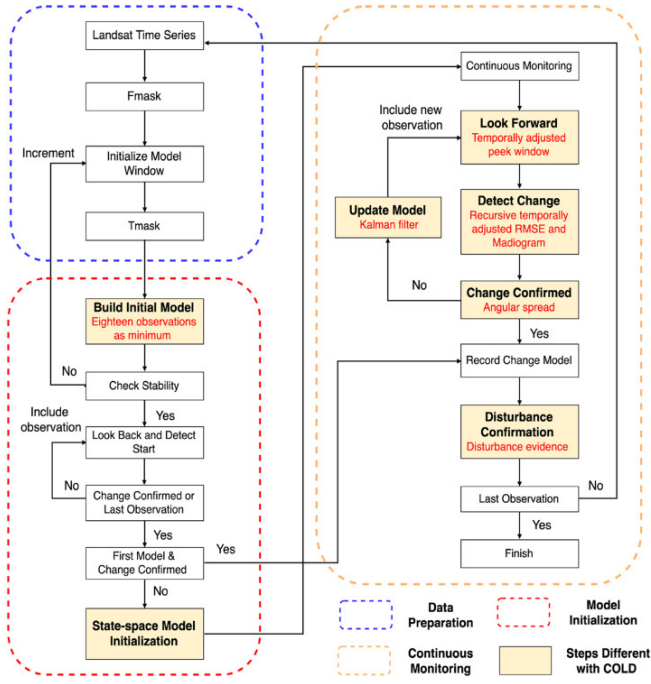 Landsat Time Series
Fmask
Increment
Initialize Model
Window
Tmask
Build Initial Model
Eighteen observations
as minimum
No
Check Stability
Yes
Include
observation
Look Back and Detect
Start
No
Change Confirmed or
Last Observation
Yes
First Model &
Change Confirmed
Yes
No
State-space Model
Initialization
Continuous Monitoring
Include new
observation
Look Forward
Temporally adjusted
peek window
Update Model
Kalman filter
Detect Change
Recursive temporally
adjusted RMSE and
Madiogram
No
Change Confirmed
Angular spread
Yes
Record Change Model
Disturbance
Confirmation
Disturbance evidence
Last Observation
No
Yes
Finish
Data
Preparation
Model
Initialization
Continuous
Monitoring
Steps Different
with COLD